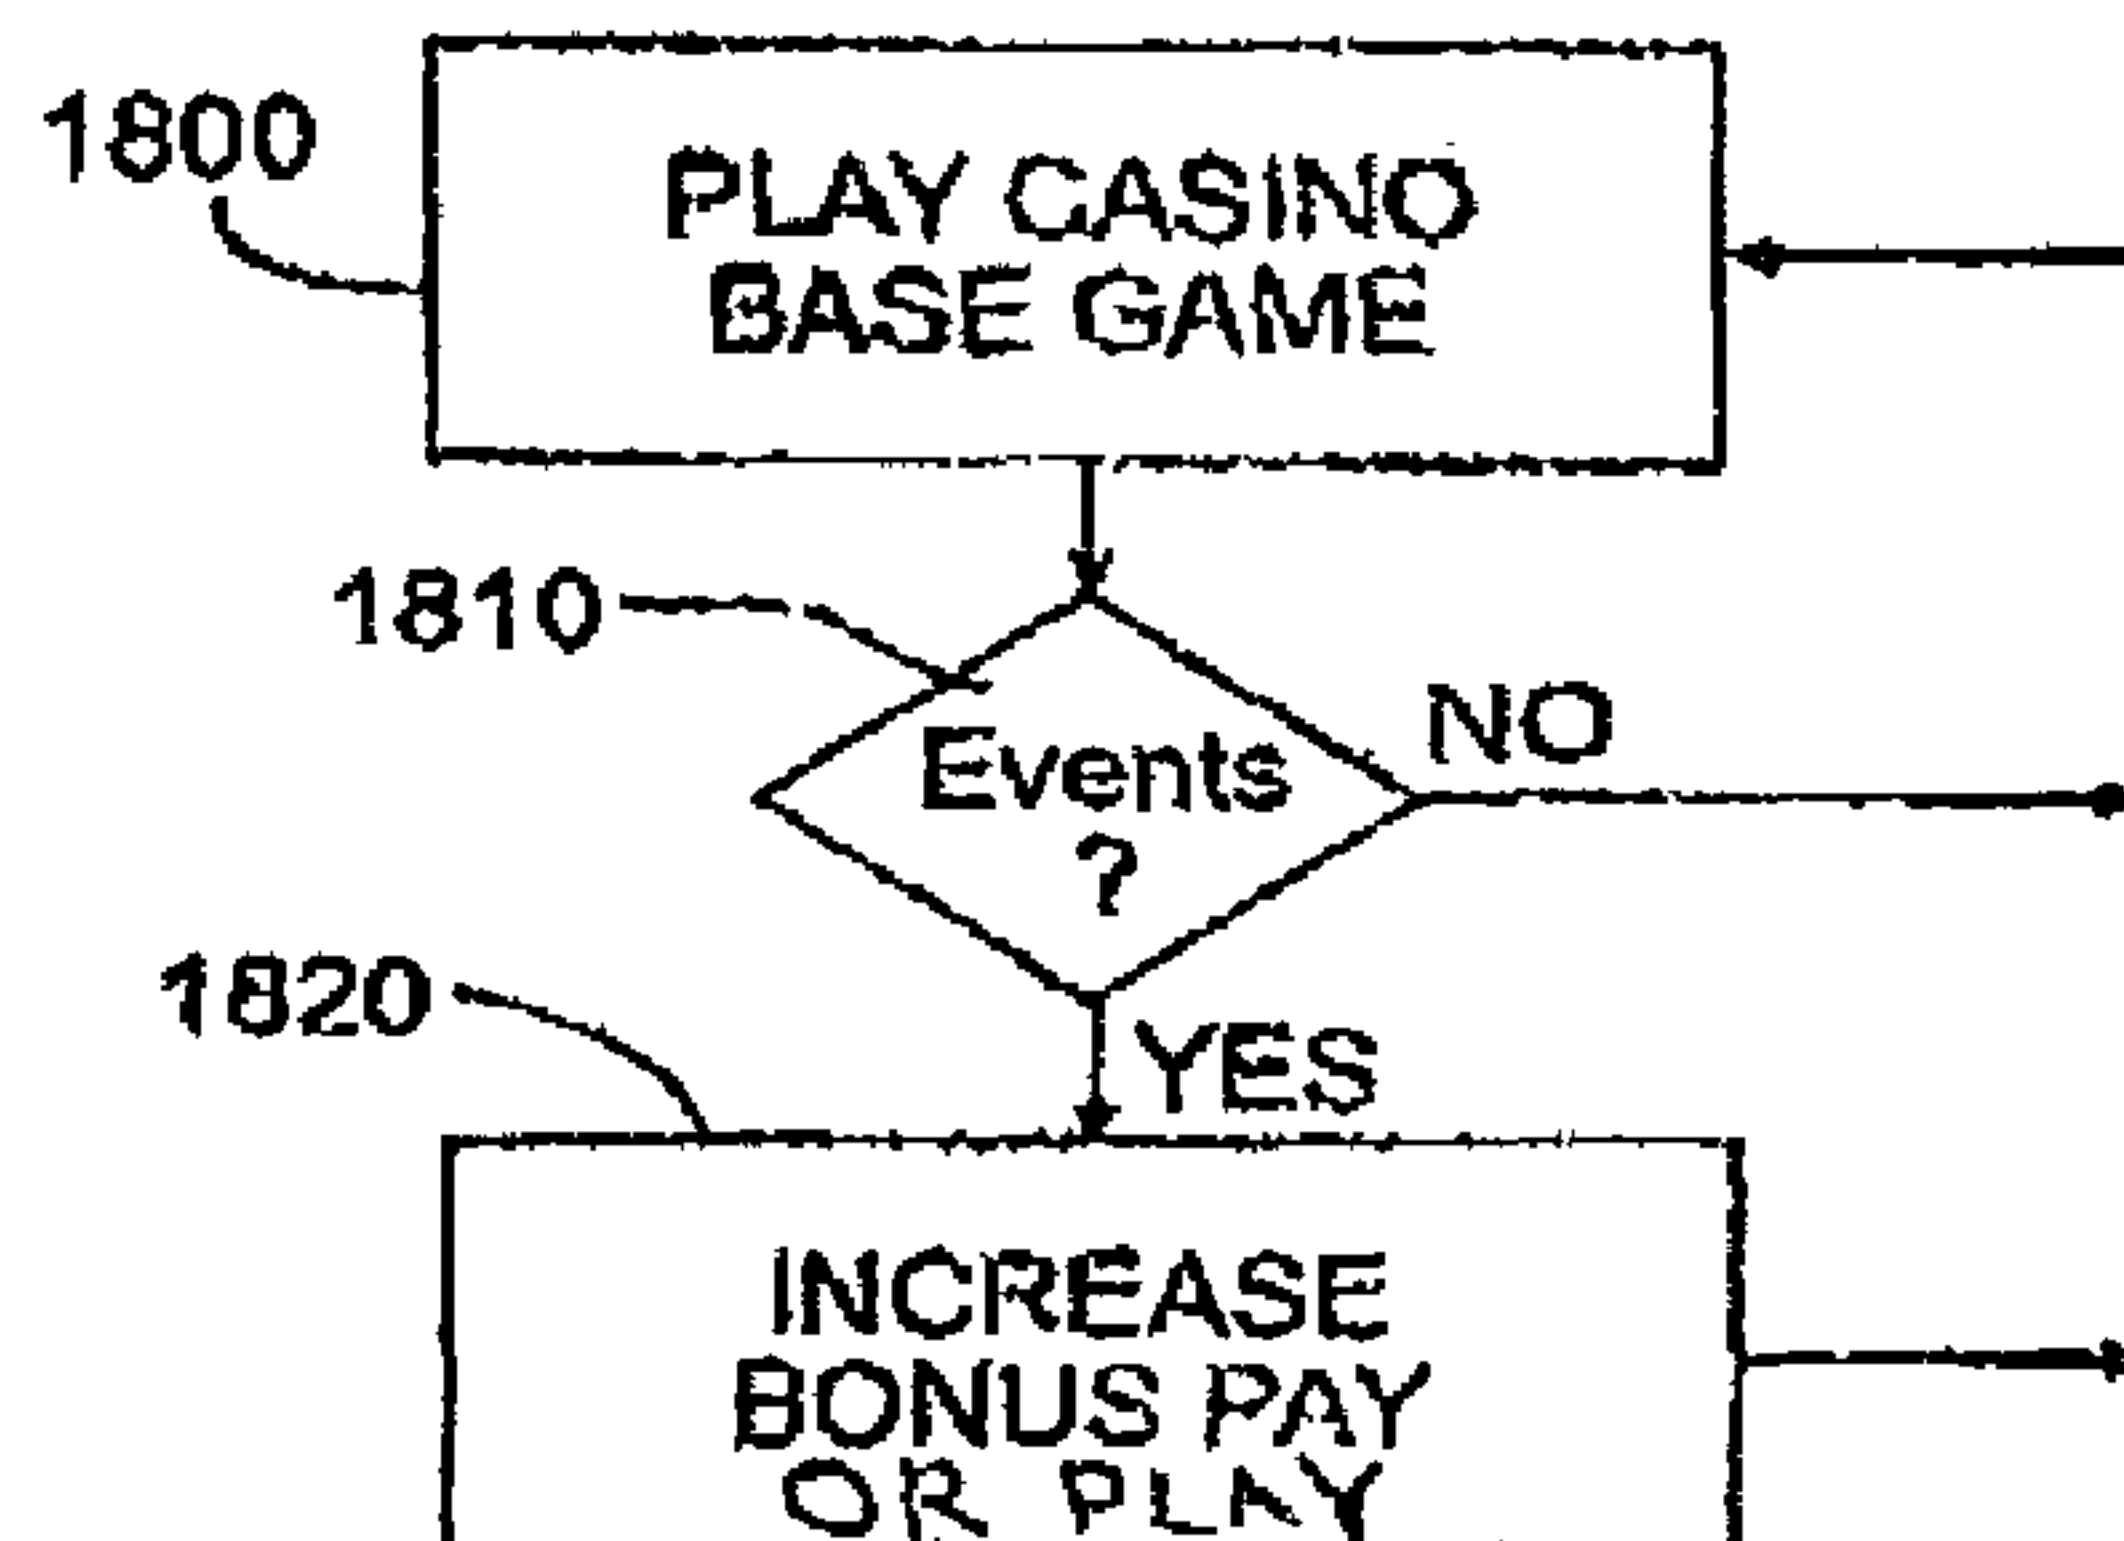 1800
PLAY CASINO
BASE GAME
1810
Events
?
NO
1820
YES
INCREASE
BONUS PAY
OR PLAY